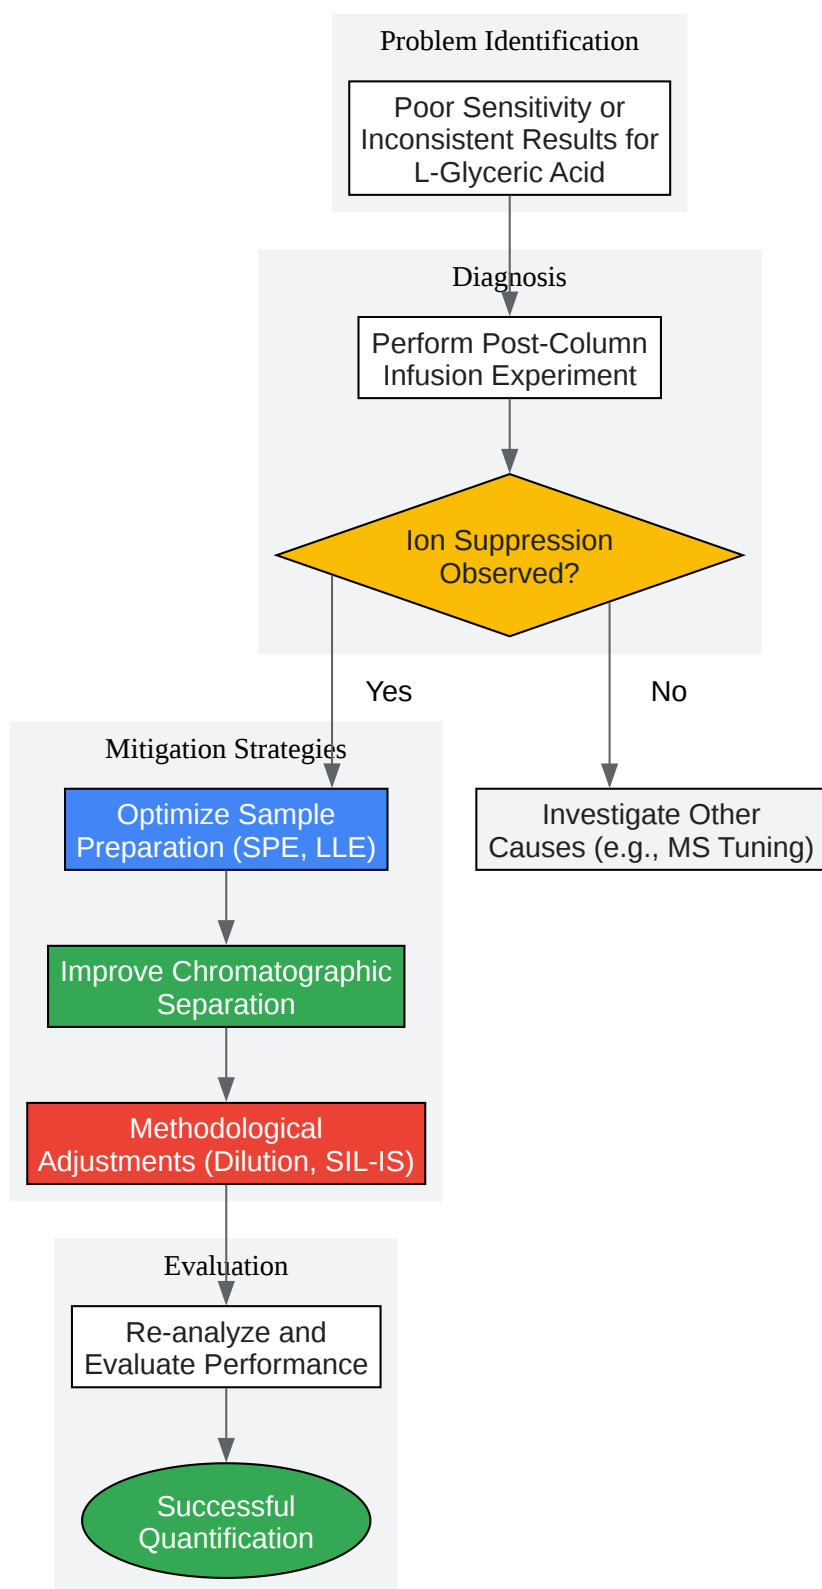 Problem Identification
Poor Sensitivity or
Inconsistent Results for
L-Glyceric Acid
Diagnosis
Perform Post-Column
Infusion Experiment
Ion Suppression
Observed?
Yes
No
Mitigation Strategies
Optimize Sample
Preparation (SPE, LLE)
Investigate Other
Causes (e.g., MS Tuning)
Improve Chromatographic
Separation
Methodological
Adjustments (Dilution, SIL-IS)
Evaluation
Re-analyze and
Evaluate Performance
Successful
Quantification